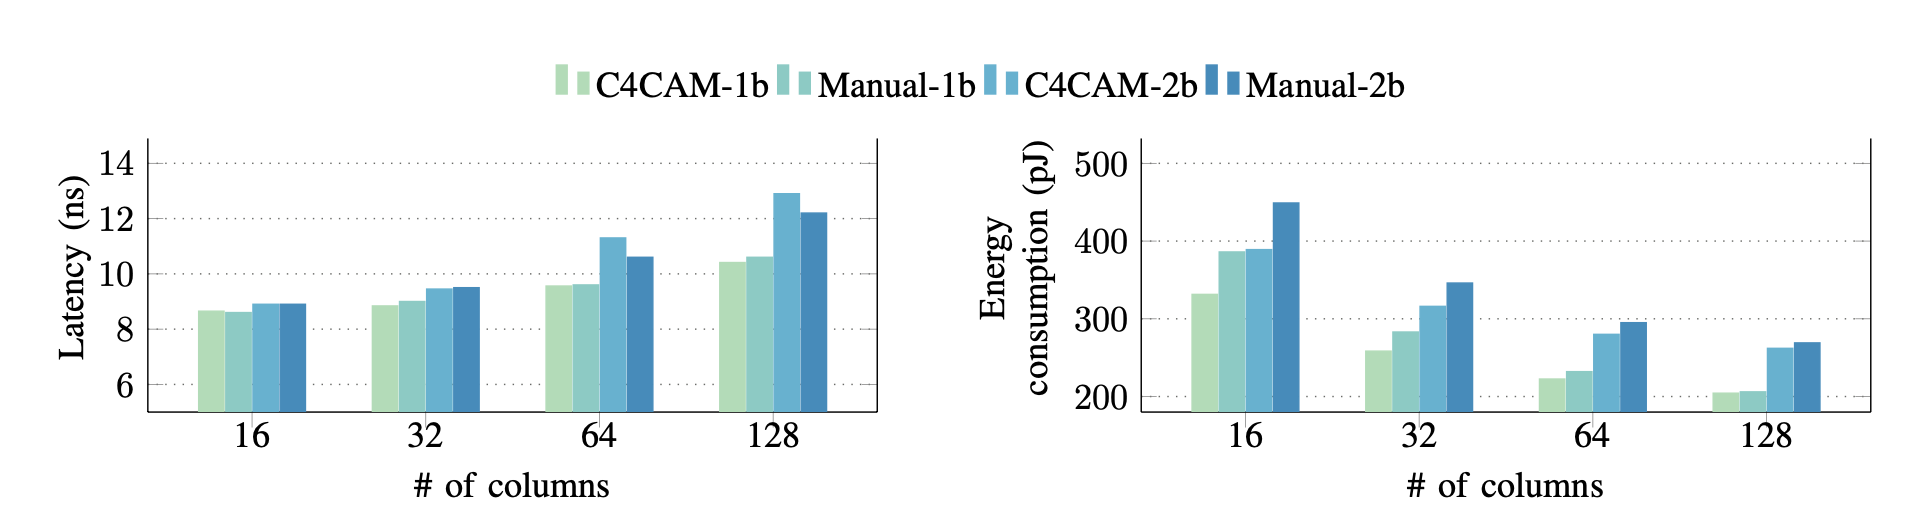 C4CAM-1b Manual-1b C4CAM-2b Manual-2b
Latency (ns)
14
12
10
8
6
16 32 64 128
# of columns
Energy
consumption (pJ)
500
400
300
200
16 32 64 128
# of columns